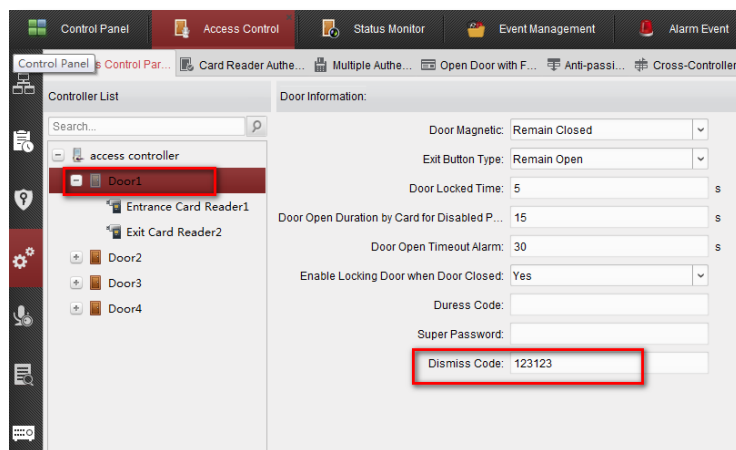 Control Panel Access Control Status Monitor Event Management Alarm Event
Control Panel s Control Par... Card Reader Authe... Multiple Authe... Open Door with F... Anti-passi... Cross-Controller
Controller List Door Information:
Search...
Door Magnetic: Remain Closed
access controller
Exit Button Type: Remain Open
Door1
Door Locked Time: 5 s
Entrance Card Reader1
Door Open Duration by Card for Disabled P... 15 s
Exit Card Reader2
Door Open Timeout Alarm: 30 s
Door2
Enable Locking Door when Door Closed: Yes
Door3
Duress Code:
Door4
Super Password:
Dismiss Code: 123123